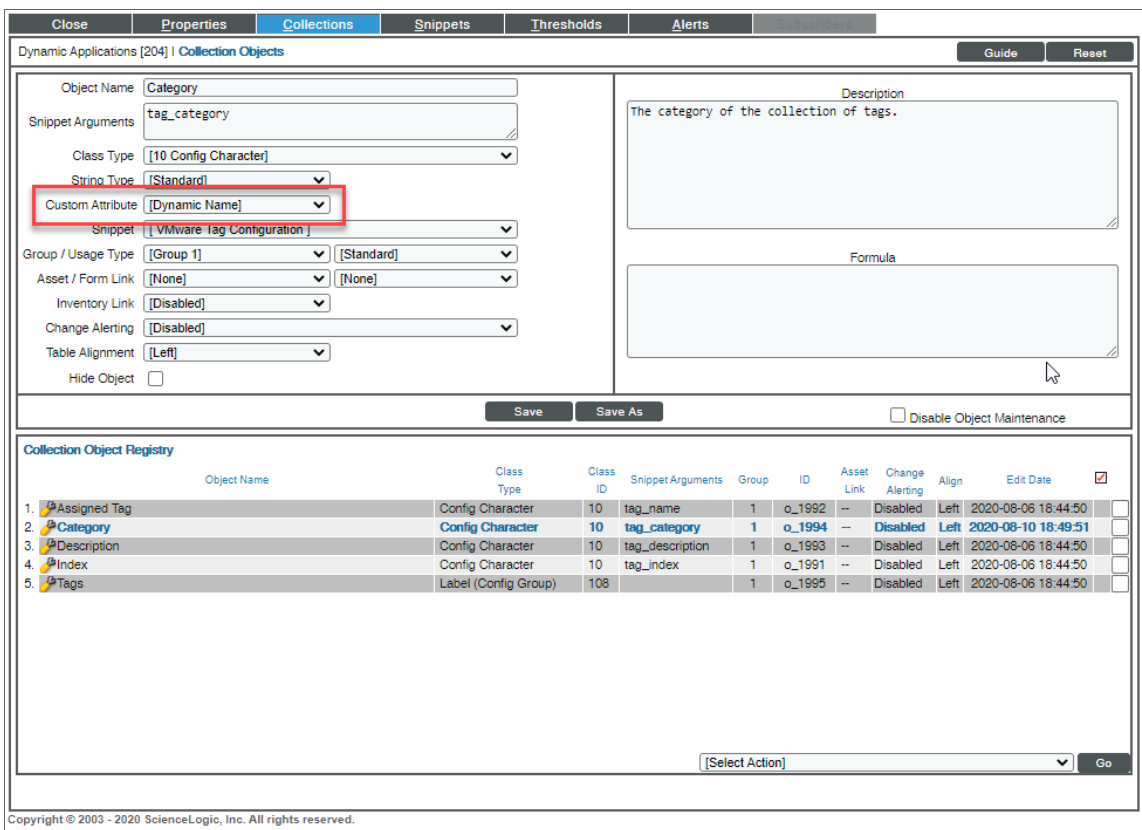 Close Properties Collections Snippets Thresholds Alerts Subscribers
Dynamic Applications [204] | Collection Objects Guide Reset
Object Name Category
Snippet Arguments tag_category
Class Type [10 Config Character]
String Type [Standard]
Custom Attribute [Dynamic Name]
Snippet [ VMware Tag Configuration ]
Group / Usage Type [Group 1] [Standard]
Asset / Form Link [None] [None]
Inventory Link [Disabled]
Change Alerting [Disabled]
Table Alignment [Left]
Hide Object
Description
The category of the collection of tags.
Formula
Save Save As Disable Object Maintenance
Collection Object Registry
Object Name Class Type Class ID Snippet Arguments Group ID Asset Link Change Alerting Align Edit Date
1. Assigned Tag Config Character 10 tag_name 1 o_1992 -- Disabled Left 2020-08-06 18:44:50
2. Category Config Character 10 tag_category 1 o_1994 -- Disabled Left 2020-08-10 18:49:51
3. Description Config Character 10 tag_description 1 o_1993 -- Disabled Left 2020-08-06 18:44:50
4. Index Config Character 10 tag_index 1 o_1991 -- Disabled Left 2020-08-06 18:44:50
5. Tags Label (Config Group) 108 1 o_1995 -- Disabled Left 2020-08-06 18:44:50
[Select Action] Go
Copyright © 2003 - 2020 ScienceLogic, Inc. All rights reserved.